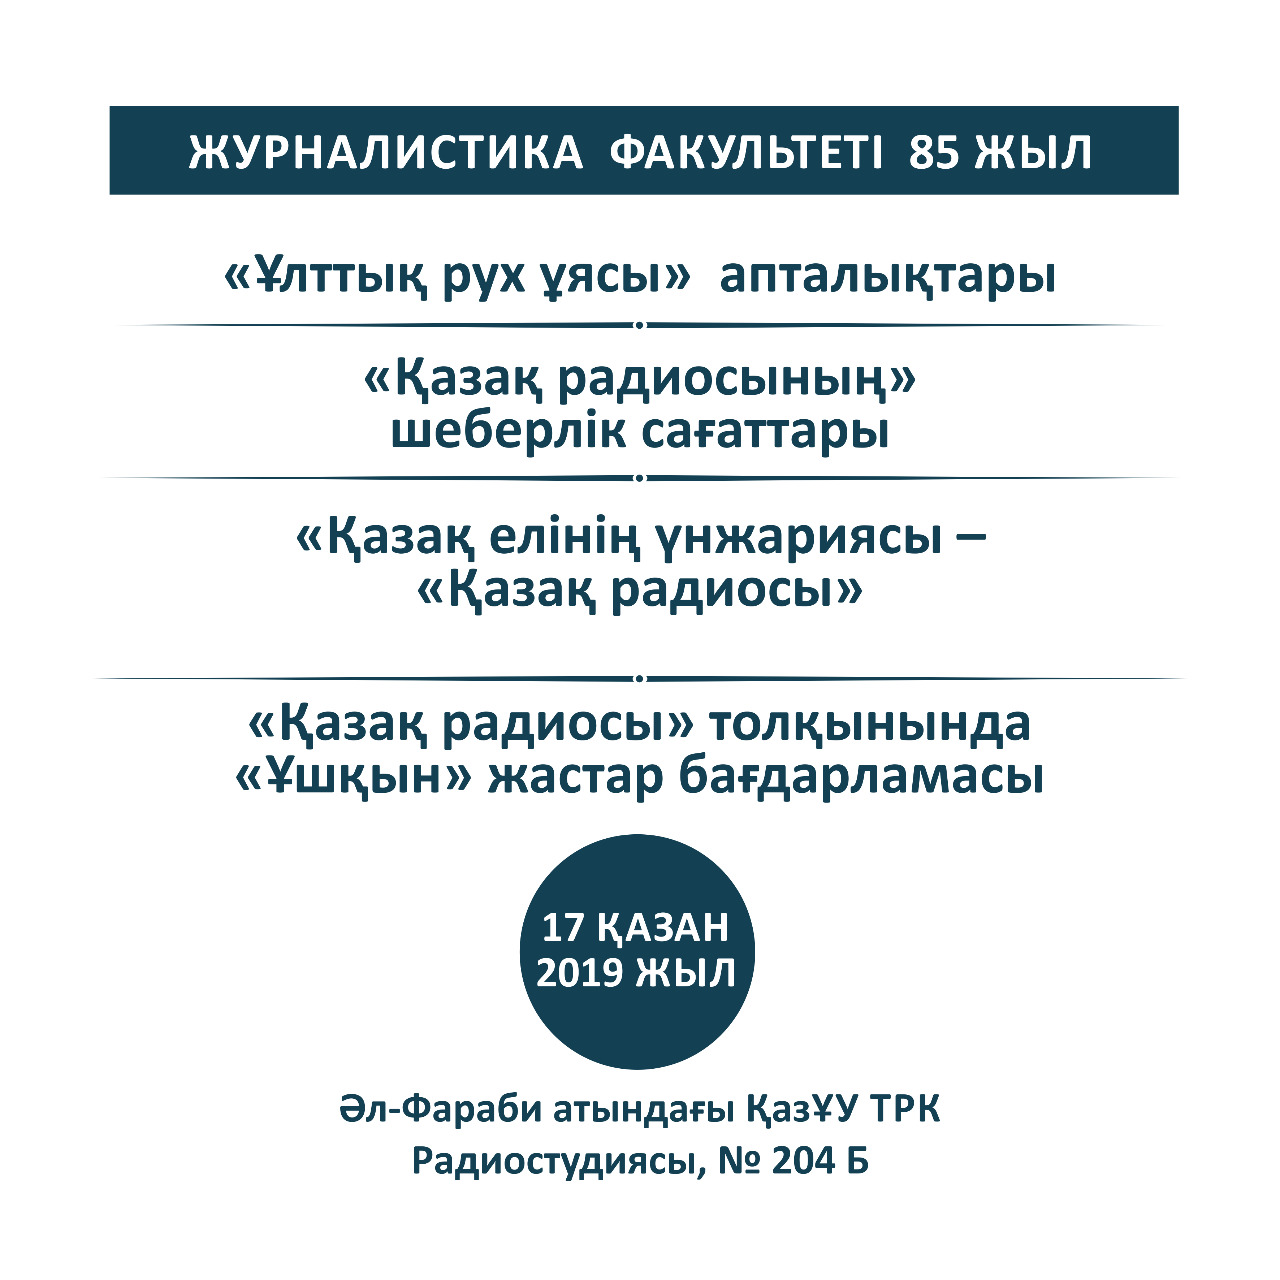 ЖУРНАЛИСТИКА ФАКУЛЬТЕТІ 85 ЖЫЛ
«Ұлттық рух ұясы» апталықтары
«Қазақ радиосының»
шеберлік сағаттары
«Қазақ елінің үнжариясы –
«Қазақ радиосы»
«Қазақ радиосы» толқынында
«Ұшқын» жастар бағдарламасы
17 ҚАЗАН
2019 ЖЫЛ
Әл-Фараби атындағы ҚазҰУ ТРК
Радиостудиясы, № 204 Б